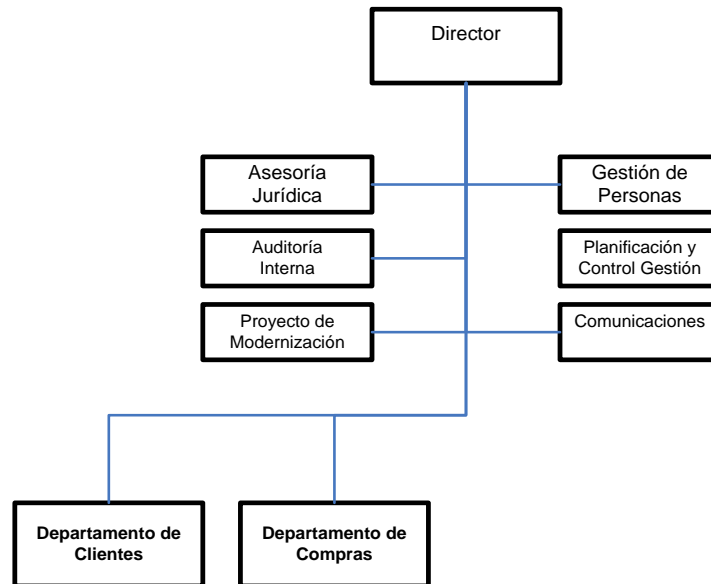 Director
Asesoría
Jurídica
Gestión de
Personas
Auditoría
Interna
Planificación y
Control Gestión
Proyecto de
Modernización
Comunicaciones
Departamento de
Clientes
Departamento de
Compras